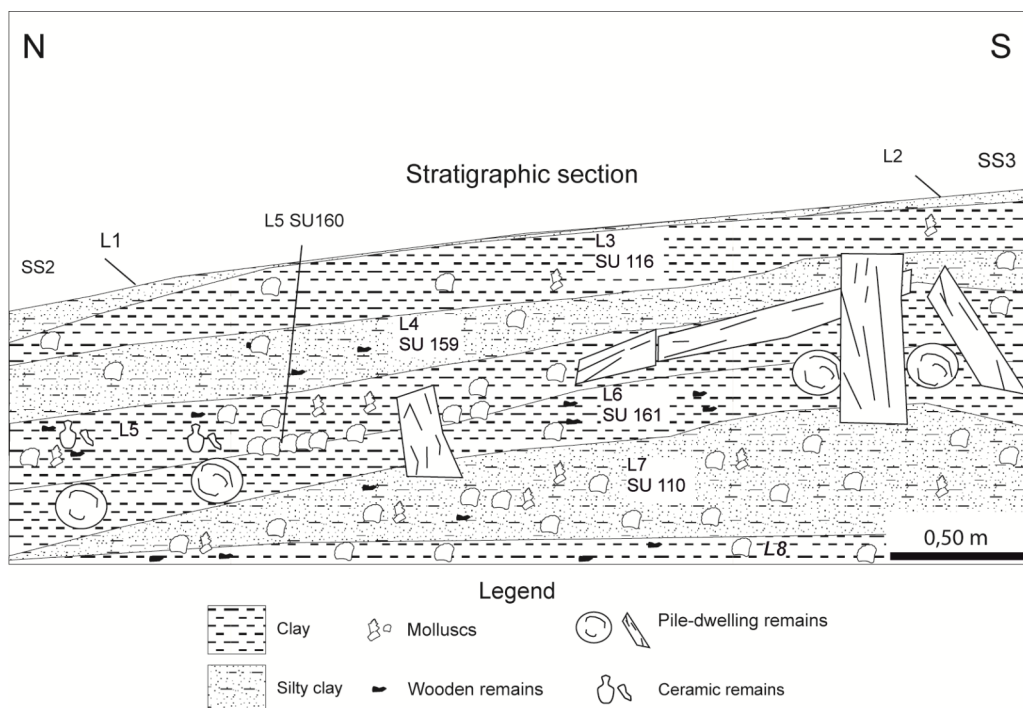 N
S
Stratigraphic section
L2
SS3
L5 SU160
L1
SS2
L3
SU 116
L4
SU 159
L6
SU 161
L5
L7
SU 110
L8
0,50 m
Legend
Clay
Molluscs
Pile-dwelling remains
Silty clay
Wooden remains
Ceramic remains